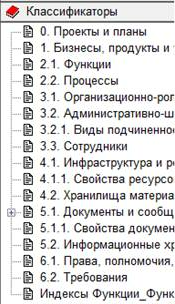 Классификаторы
0. Проекты и планы
1. Бизнесы, продукты и
2.1. Функции
2.2. Процессы
3.1. Организационно-рол
3.2. Административно-ш
3.2.1. Виды подчиненнос
3.3. Сотрудники
4.1. Инфраструктура и р
4.1.1. Свойства ресурсо
4.2. Хранилища материа
5.1. Документы и сообщ
5.1.1. Свойства докумен
5.2. Информационные хр
6.1. Права, полномочия,
6.2. Требования
Индексы Функции_Функ